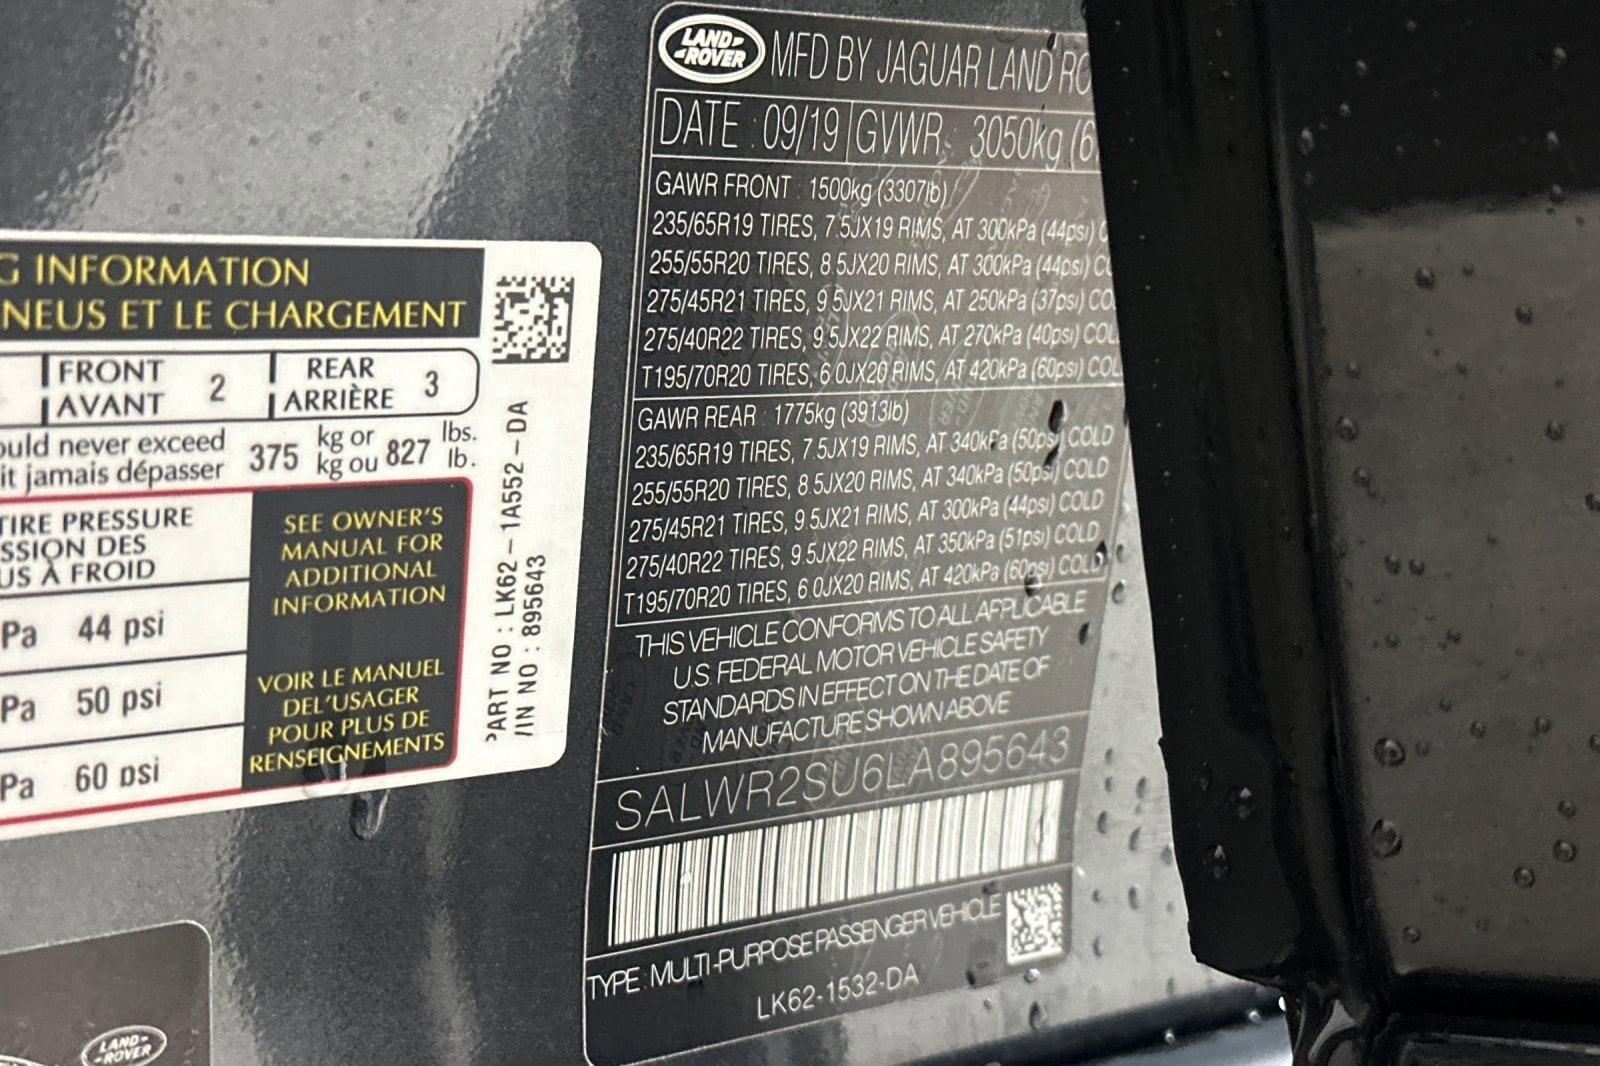 G INFORMATION
NEUS ET LE CHARGEMENT
FRONT
AVANT
2
REAR
ARRIÈRE
3
ould never exceed
it jamais dépasser
375
kg or
kg ou
827
lbs.
lb.
TIRE PRESSURE
SSION DES
US À FROID
Pa 44 psi
Pa 50 psi
Pa 60 psi
SEE OWNER'S
MANUAL FOR
ADDITIONAL
INFORMATION
VOIR LE MANUEL
DEL'USAGER
POUR PLUS DE
RENSEIGNEMENTS
PART NO : LK62 – 1A552 – DA
VIN NO : 895643
LAND-
-ROVER
LAND-
-ROVER
MFD BY JAGUAR LAND RO
DATE : 09/19 GVWR : 3050kg (6
GAWR FRONT : 1500kg (3307lb)
235/65R19 TIRES, 7.5JX19 RIMS, AT 300kPa (44psi) C
255/55R20 TIRES, 8.5JX20 RIMS, AT 300kPa (44psi) CO
275/45R21 TIRES, 9.5JX21 RIMS, AT 250kPa (37psi) CO
275/40R22 TIRES, 9.5JX22 RIMS, AT 270kPa (40psi) COL
T195/70R20 TIRES, 6.0JX20 RIMS, AT 420kPa (60psi) COL
GAWR REAR : 1775kg (3913lb)
235/65R19 TIRES, 7.5JX19 RIMS, AT 340kPa (50psi) COLD
255/55R20 TIRES, 8.5JX20 RIMS, AT 340kPa (50psi) COLD
275/45R21 TIRES, 9.5JX21 RIMS, AT 300kPa (44psi) COLD
275/40R22 TIRES, 9.5JX22 RIMS, AT 350kPa (51psi) COLD
T195/70R20 TIRES, 6.0JX20 RIMS, AT 420kPa (60psi) COLD
THIS VEHICLE CONFORMS TO ALL APPLICABLE
U.S. FEDERAL MOTOR VEHICLE SAFETY
STANDARDS IN EFFECT ON THE DATE OF
MANUFACTURE SHOWN ABOVE
SALWR2SU6LA895643
TYPE : MULTI-PURPOSE PASSENGER VEHICLE
LK62-1532-DA